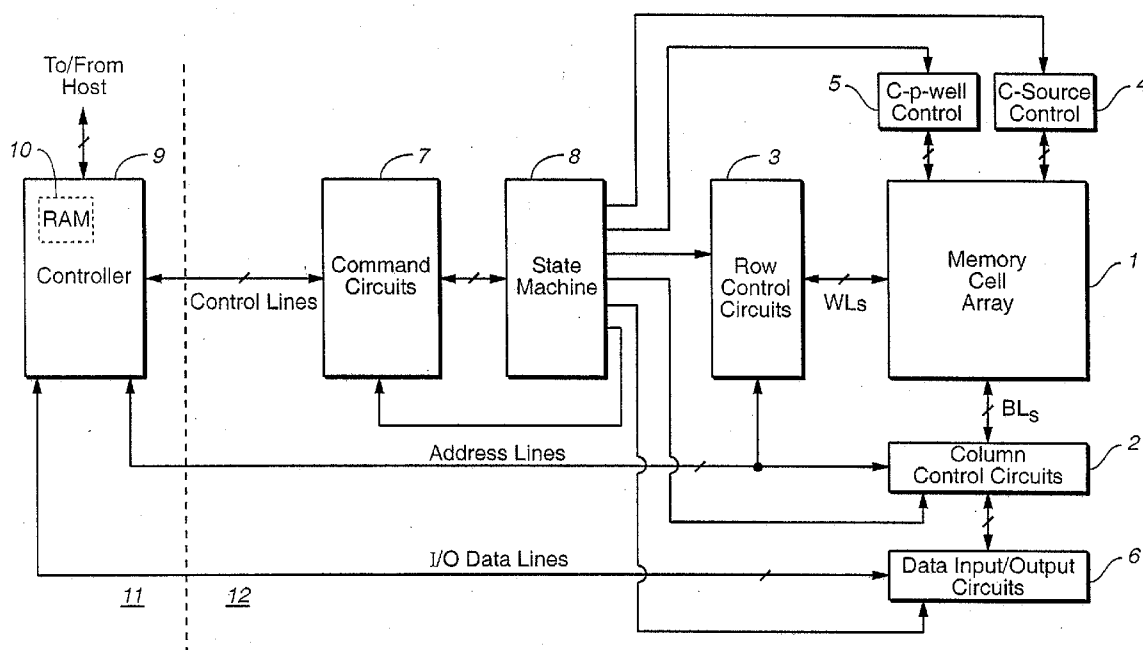 To/From
Host
10
9
RAM
Controller
Control Lines
7
Command
Circuits
8
State
Machine
3
Row
Control
Circuits
WLs
5
C-p-well
Control
C-Source
Control
4
Memory
Cell
Array
1
BLs
Address Lines
Column
Control Circuits
2
I/O Data Lines
Data Input/Output
Circuits
6
11
12